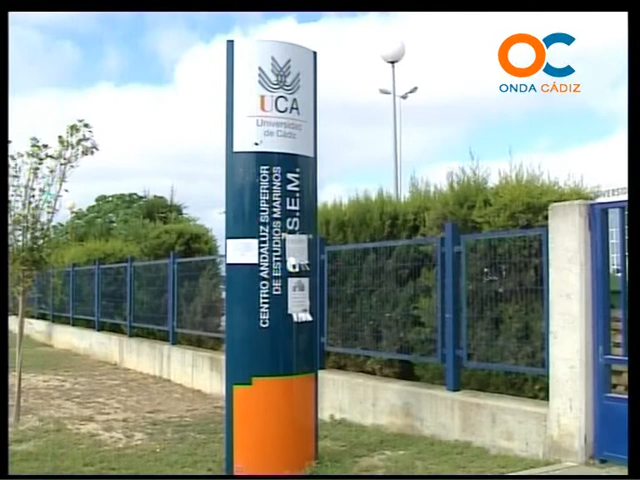 OC
ONDA CÁDIZ
UCA
Universidad
de Cádiz
CENTRO ANDALUZ SUPERIOR
DE ESTUDIOS MARINOS
S.E.M.